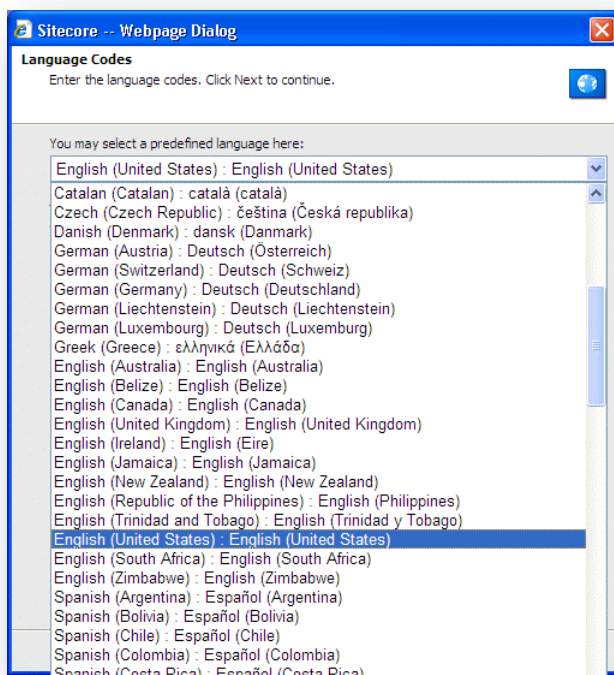 Sitecore -- Webpage Dialog
Language Codes
Enter the language codes. Click Next to continue.
You may select a predefined language here:
English (United States) : English (United States)
Catalan (Catalan) : català (català)
Czech (Czech Republic) : čeština (Česká republika)
Danish (Denmark) : dansk (Danmark)
German (Austria) : Deutsch (Österreich)
German (Switzerland) : Deutsch (Schweiz)
German (Germany) : Deutsch (Deutschland)
German (Liechtenstein) : Deutsch (Liechtenstein)
German (Luxembourg) : Deutsch (Luxemburg)
Greek (Greece) : ελληνικά (Ελλάδα)
English (Australia) : English (Australia)
English (Belize) : English (Belize)
English (Canada) : English (Canada)
English (United Kingdom) : English (United Kingdom)
English (Ireland) : English (Eire)
English (Jamaica) : English (Jamaica)
English (New Zealand) : English (New Zealand)
English (Republic of the Philippines) : English (Philippines)
English (Trinidad and Tobago) : English (Trinidad y Tobago)
English (United States) : English (United States)
English (South Africa) : English (South Africa)
English (Zimbabwe) : English (Zimbabwe)
Spanish (Argentina) : Español (Argentina)
Spanish (Bolivia) : Español (Bolivia)
Spanish (Chile) : Español (Chile)
Spanish (Colombia) : Español (Colombia)
Spanish (Costa Rica) : Español (Costa Rica)